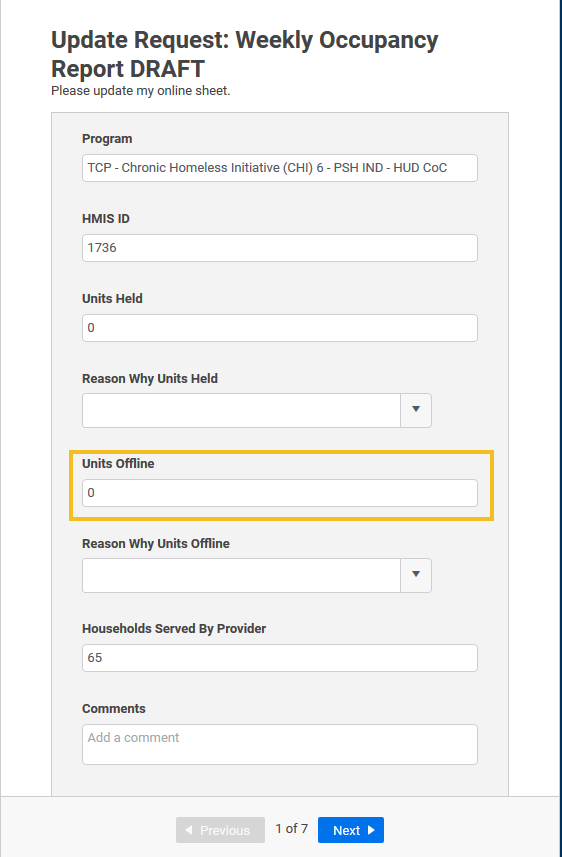 Update Request: Weekly Occupancy
Report DRAFT
Please update my online sheet.
Program
TCP - Chronic Homeless Initiative (CHI) 6 - PSH IND - HUD CoC
HMIS ID
1736
Units Held
0
Reason Why Units Held
Units Offline
0
Reason Why Units Offline
Households Served By Provider
65
Comments
Add a comment
Previous 1 of 7 Next